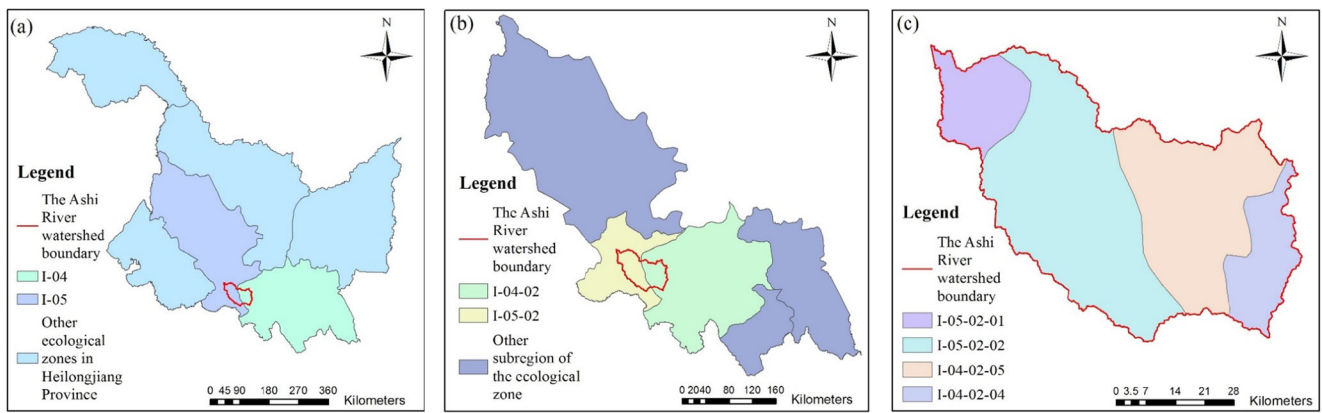 (a)
N
Legend
The Ashi
River
watershed
boundary
I-04
I-05
Other
ecological
zones in
Heilongjiang
Province
0 45 90 180 270 360
Kilometers
(b)
N
Legend
The Ashi
River
watershed
boundary
I-04-02
I-05-02
Other
subregion of
the ecological
zone
0 20 40 80 120 160
Kilometers
(c)
N
Legend
The Ashi
River
watershed
boundary
I-05-02-01
I-05-02-02
I-04-02-05
I-04-02-04
0 3.5 7 14 21 28
Kilometers